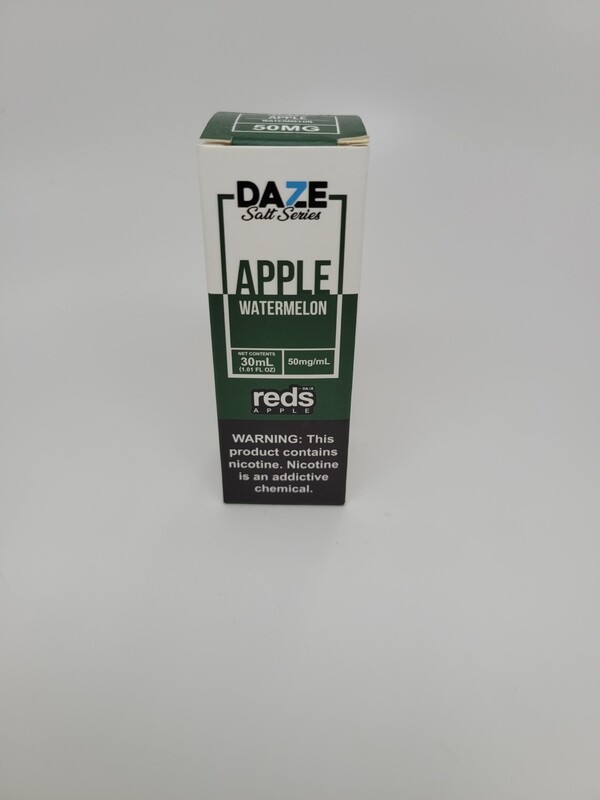 APPLE
WATERMELON
50MG
DAZE
Salt Series
APPLE
WATERMELON
NET CONTENTS
30mL
(1.01 FL OZ)
50mg/mL
reds
APPLE
WARNING: This
product contains
nicotine. Nicotine
is an addictive
chemical.